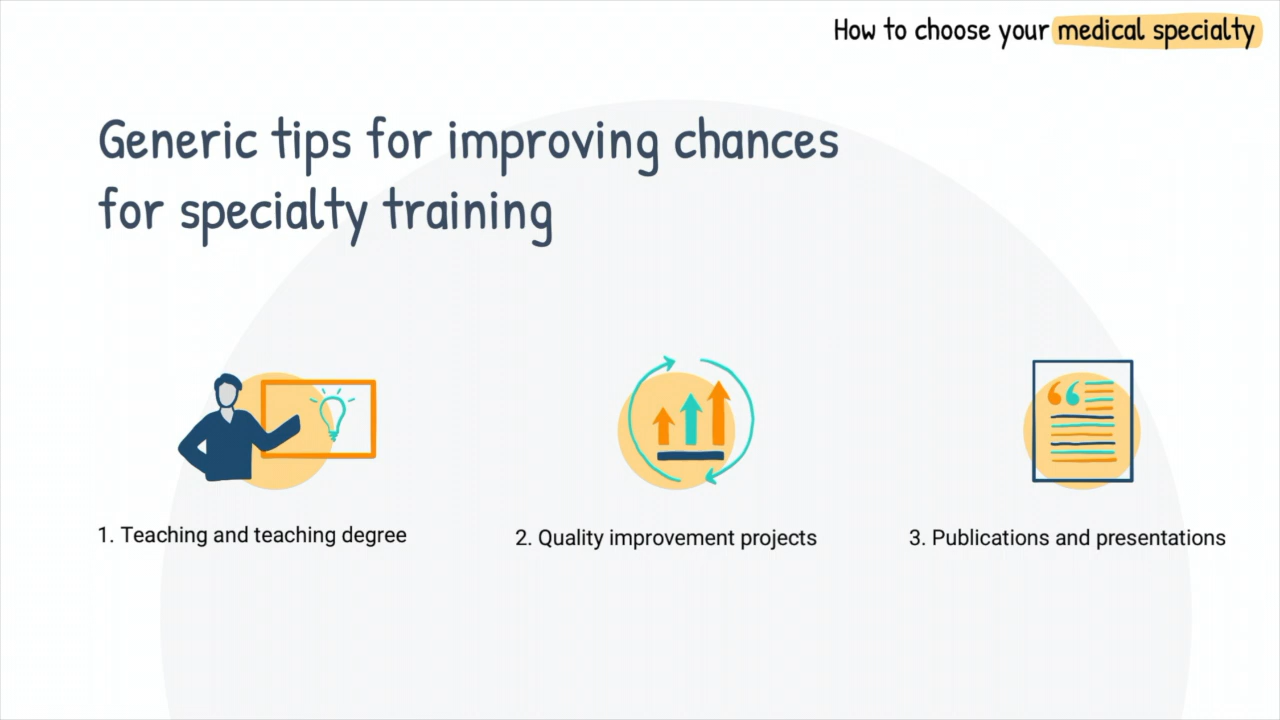 How to choose your medical specialty
Generic tips for improving chances
for specialty training
1. Teaching and teaching degree
2. Quality improvement projects
3. Publications and presentations